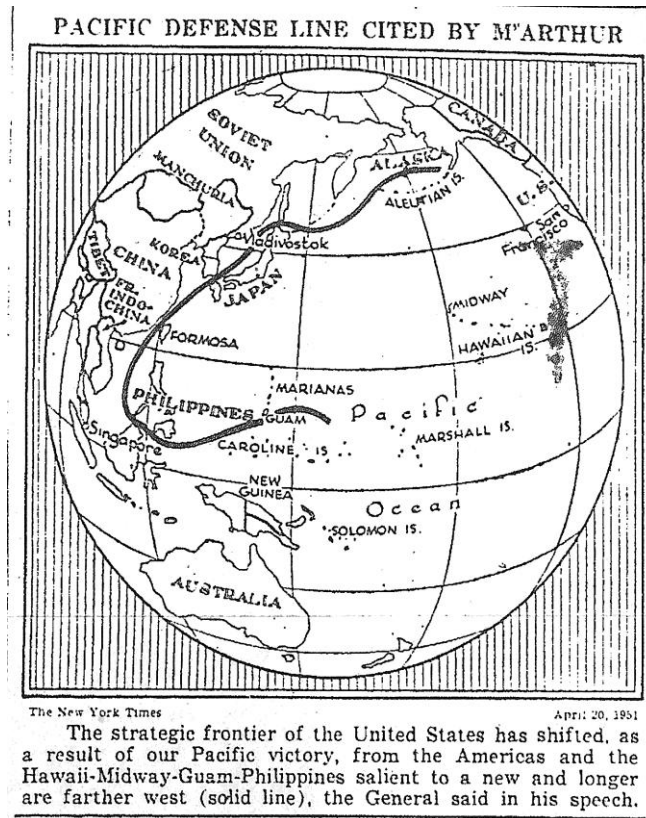 PACIFIC DEFENSE LINE CITED BY McARTHUR
SOVIET
UNION
CANADA
ALASKA
ALEUTIAN IS.
MANCHURIA
U. S.
San
Francisco
Vladivostok
KOREA
TIBET
CHINA
JAPAN
FR.
INDO-
CHINA
MIDWAY
HAWAIIAN
IS.
FORMOSA
MARIANAS
PHILIPPINES
GUAM
Pacific
Singapore
CAROLINE IS
MARSHALL IS.
NEW
GUINEA
Ocean
SOLOMON IS.
AUSTRALIA
The New York Times April 20, 1951
The strategic frontier of the United States has shifted, as
a result of our Pacific victory, from the Americas and the
Hawaii-Midway-Guam-Philippines salient to a new and longer
are farther west (solid line), the General said in his speech.